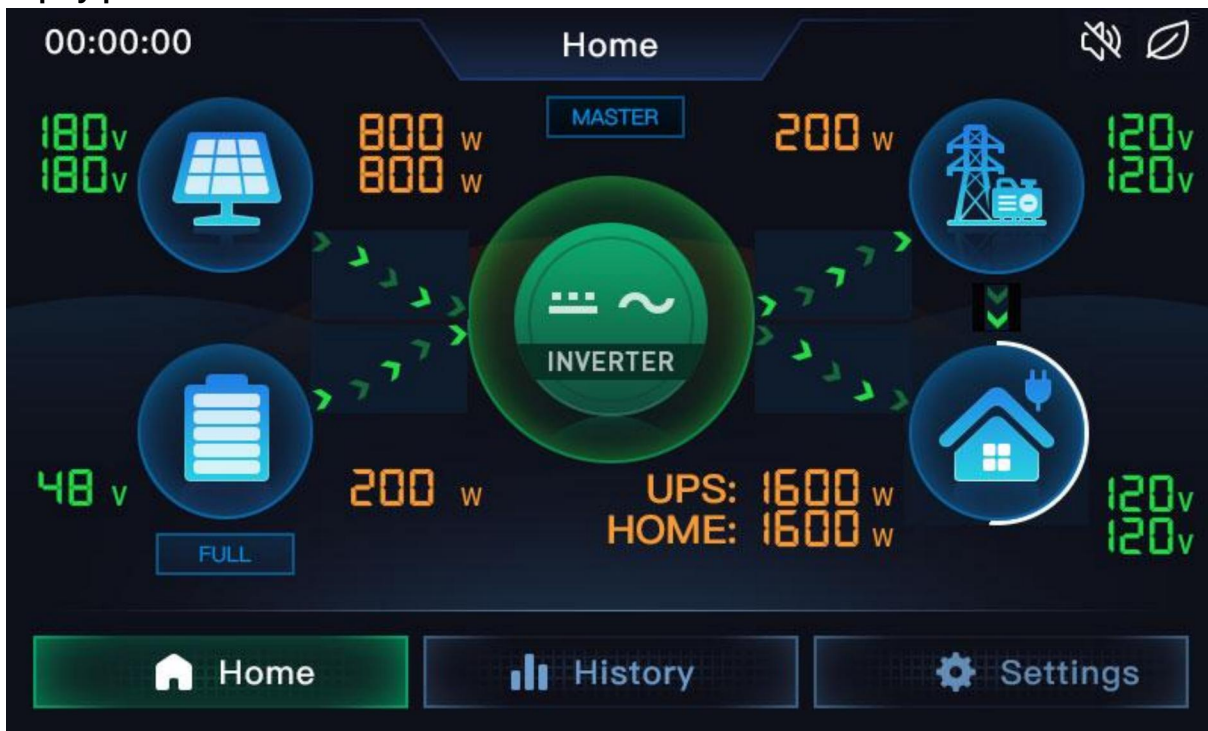 00:00:00
Home
MASTER
180V
180V
800 W
800 W
200 W
120V
120V
INVERTER
48 V
200 W
FULL
UPS: 1600 W
HOME: 1600 W
120V
120V
Home
History
Settings